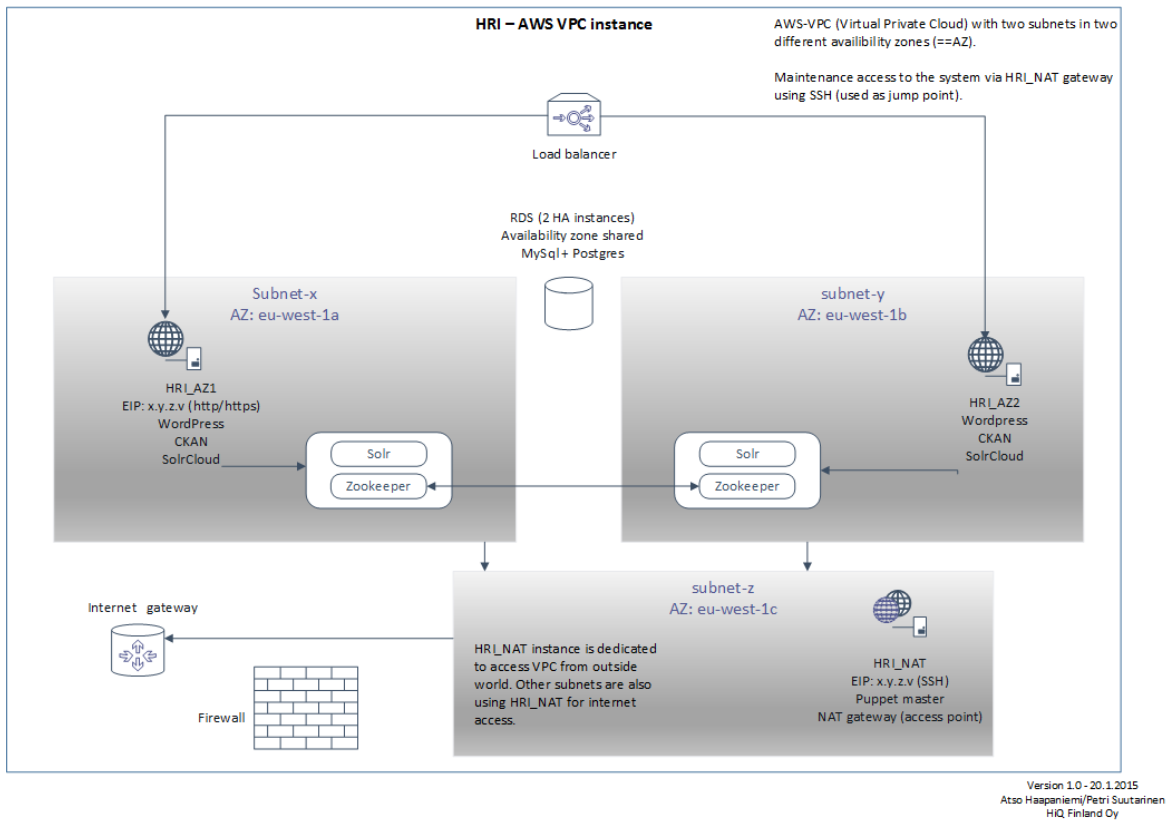 HRI – AWS VPC instance
AWS-VPC (Virtual Private Cloud) with two subnets in two
different availibility zones (==AZ).
Maintenance access to the system via HRI_NAT gateway
using SSH (used as jump point).
Load balancer
RDS (2 HA instances)
Availability zone shared
MySql + Postgres
Subnet-x
AZ: eu-west-1a
HRI_AZ1
EIP: x.y.z.v (http/https)
WordPress
CKAN
SolrCloud
Solr
Zookeeper
subnet-y
AZ: eu-west-1b
HRI_AZ2
Wordpress
CKAN
SolrCloud
Solr
Zookeeper
subnet-z
AZ: eu-west-1c
HRI_NAT instance is dedicated
to access VPC from outside
world. Other subnets are also
using HRI_NAT for internet
access.
HRI_NAT
EIP: x.y.z.v (SSH)
Puppet master
NAT gateway (access point)
Internet gateway
Firewall
Version 1.0 - 20.1.2015
Atso Haapaniemi/Petri Suutarinen
HiQ Finland Oy